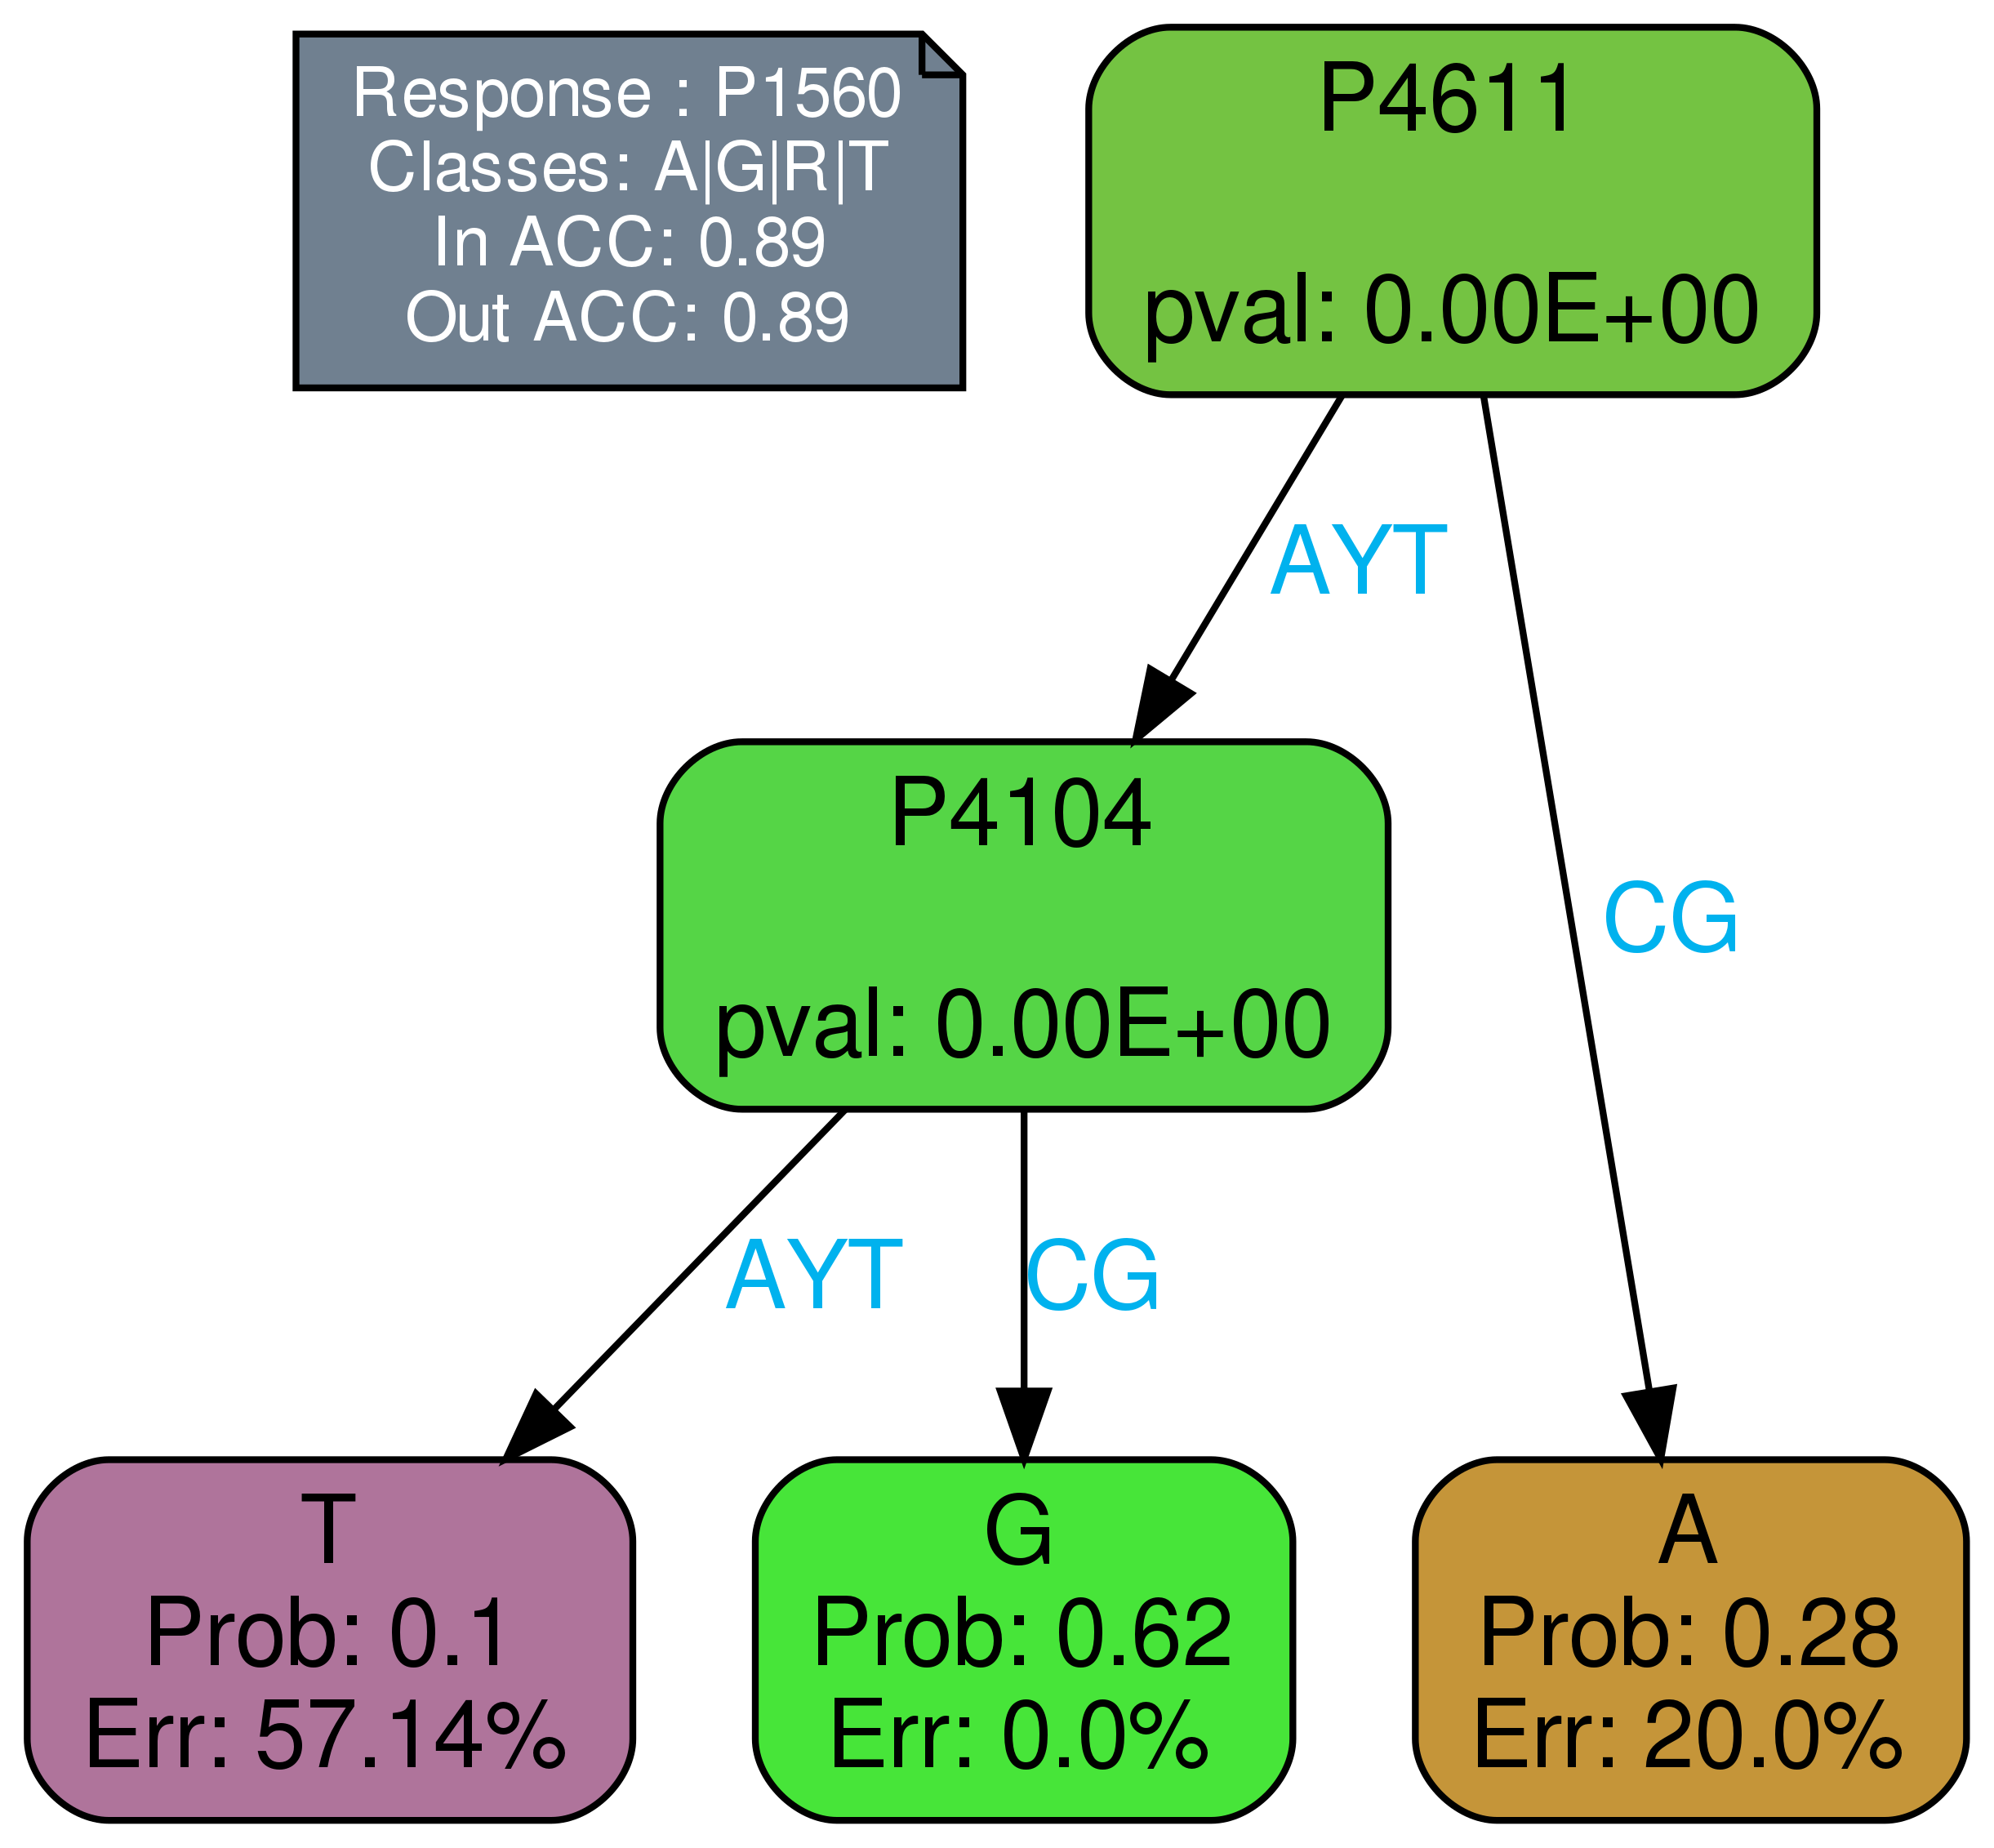 Response : P1560
Classes: A|G|R|T
In ACC: 0.89
Out ACC: 0.89
P4611
pval: 0.00E+00
AYT
CG
P4104
pval: 0.00E+00
AYT
CG
T
Prob: 0.1
Err: 57.14%
G
Prob: 0.62
Err: 0.0%
A
Prob: 0.28
Err: 20.0%